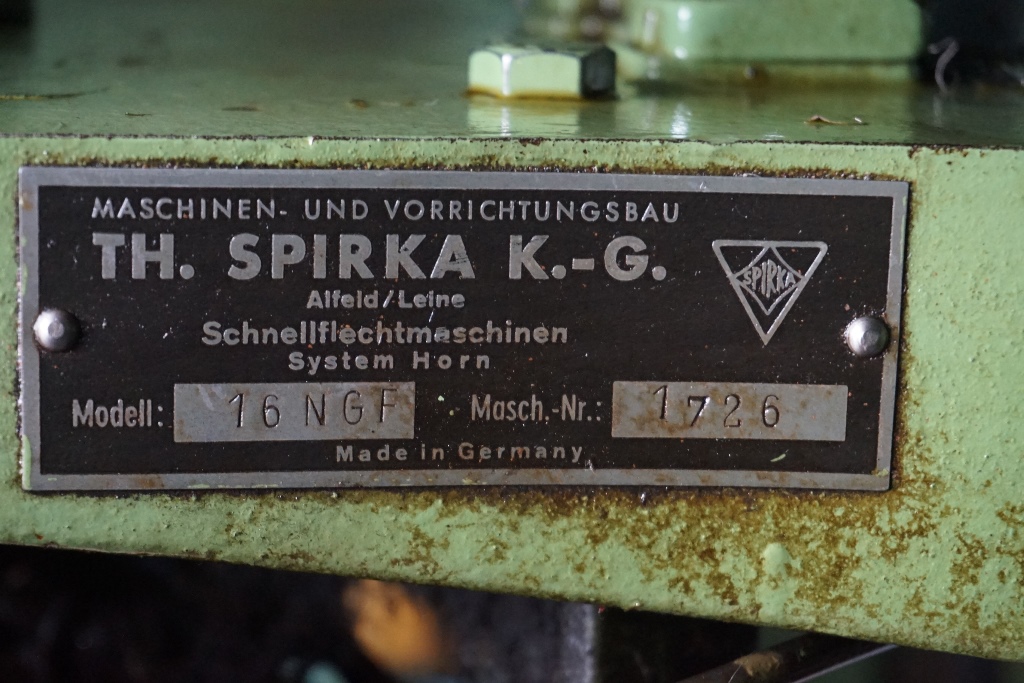 MASCHINEN- UND VORRICHTUNGSBAU
TH. SPIRKA K.-G.
SPIRKA
Alfeld/Leine
Schnellflechtmaschinen
System Horn
Modell: 16 NGF Masch.-Nr.: 1726
Made in Germany